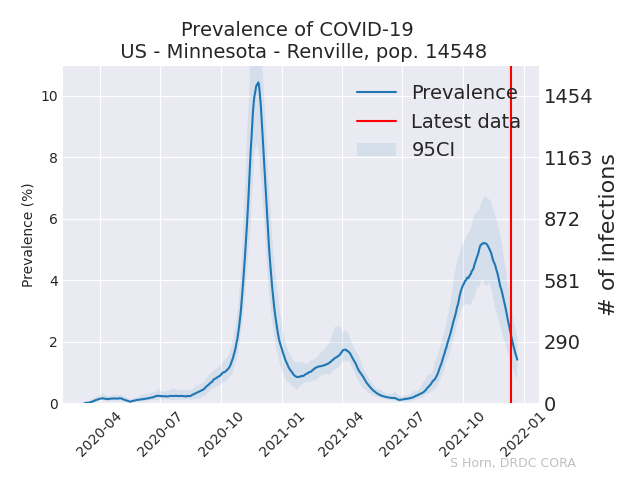 Prevalence of COVID-19
US - Minnesota - Renville, pop. 14548
Prevalence
Latest data
95CI
Prevalence (%)
10
8
6
4
2
0
1454
1163
872
581
290
0
# of infections
2020-04
2020-07
2020-10
2021-01
2021-04
2021-07
2021-10
2022-01
S Horn, DRDC CORA